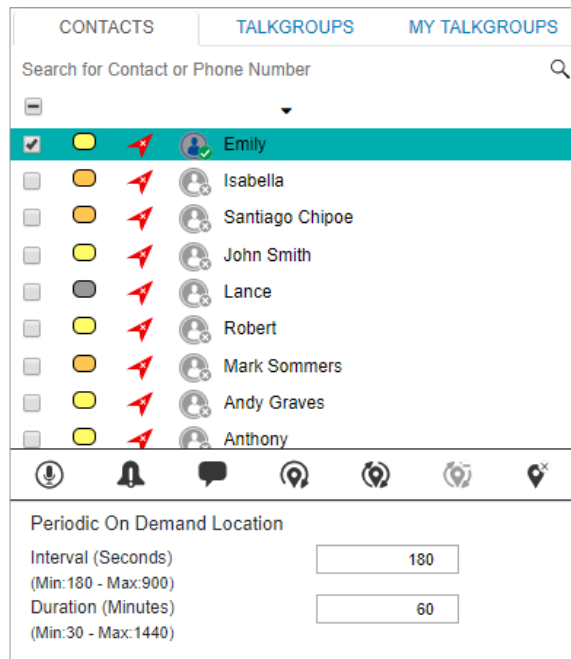 CONTACTS TALKGROUPS MY TALKGROUPS
Search for Contact or Phone Number
Emily
Isabella
Santiago Chipoe
John Smith
Lance
Robert
Mark Sommers
Andy Graves
Anthony
Periodic On Demand Location
Interval (Seconds) 180
(Min:180 - Max:900)
Duration (Minutes) 60
(Min:30 - Max:1440)